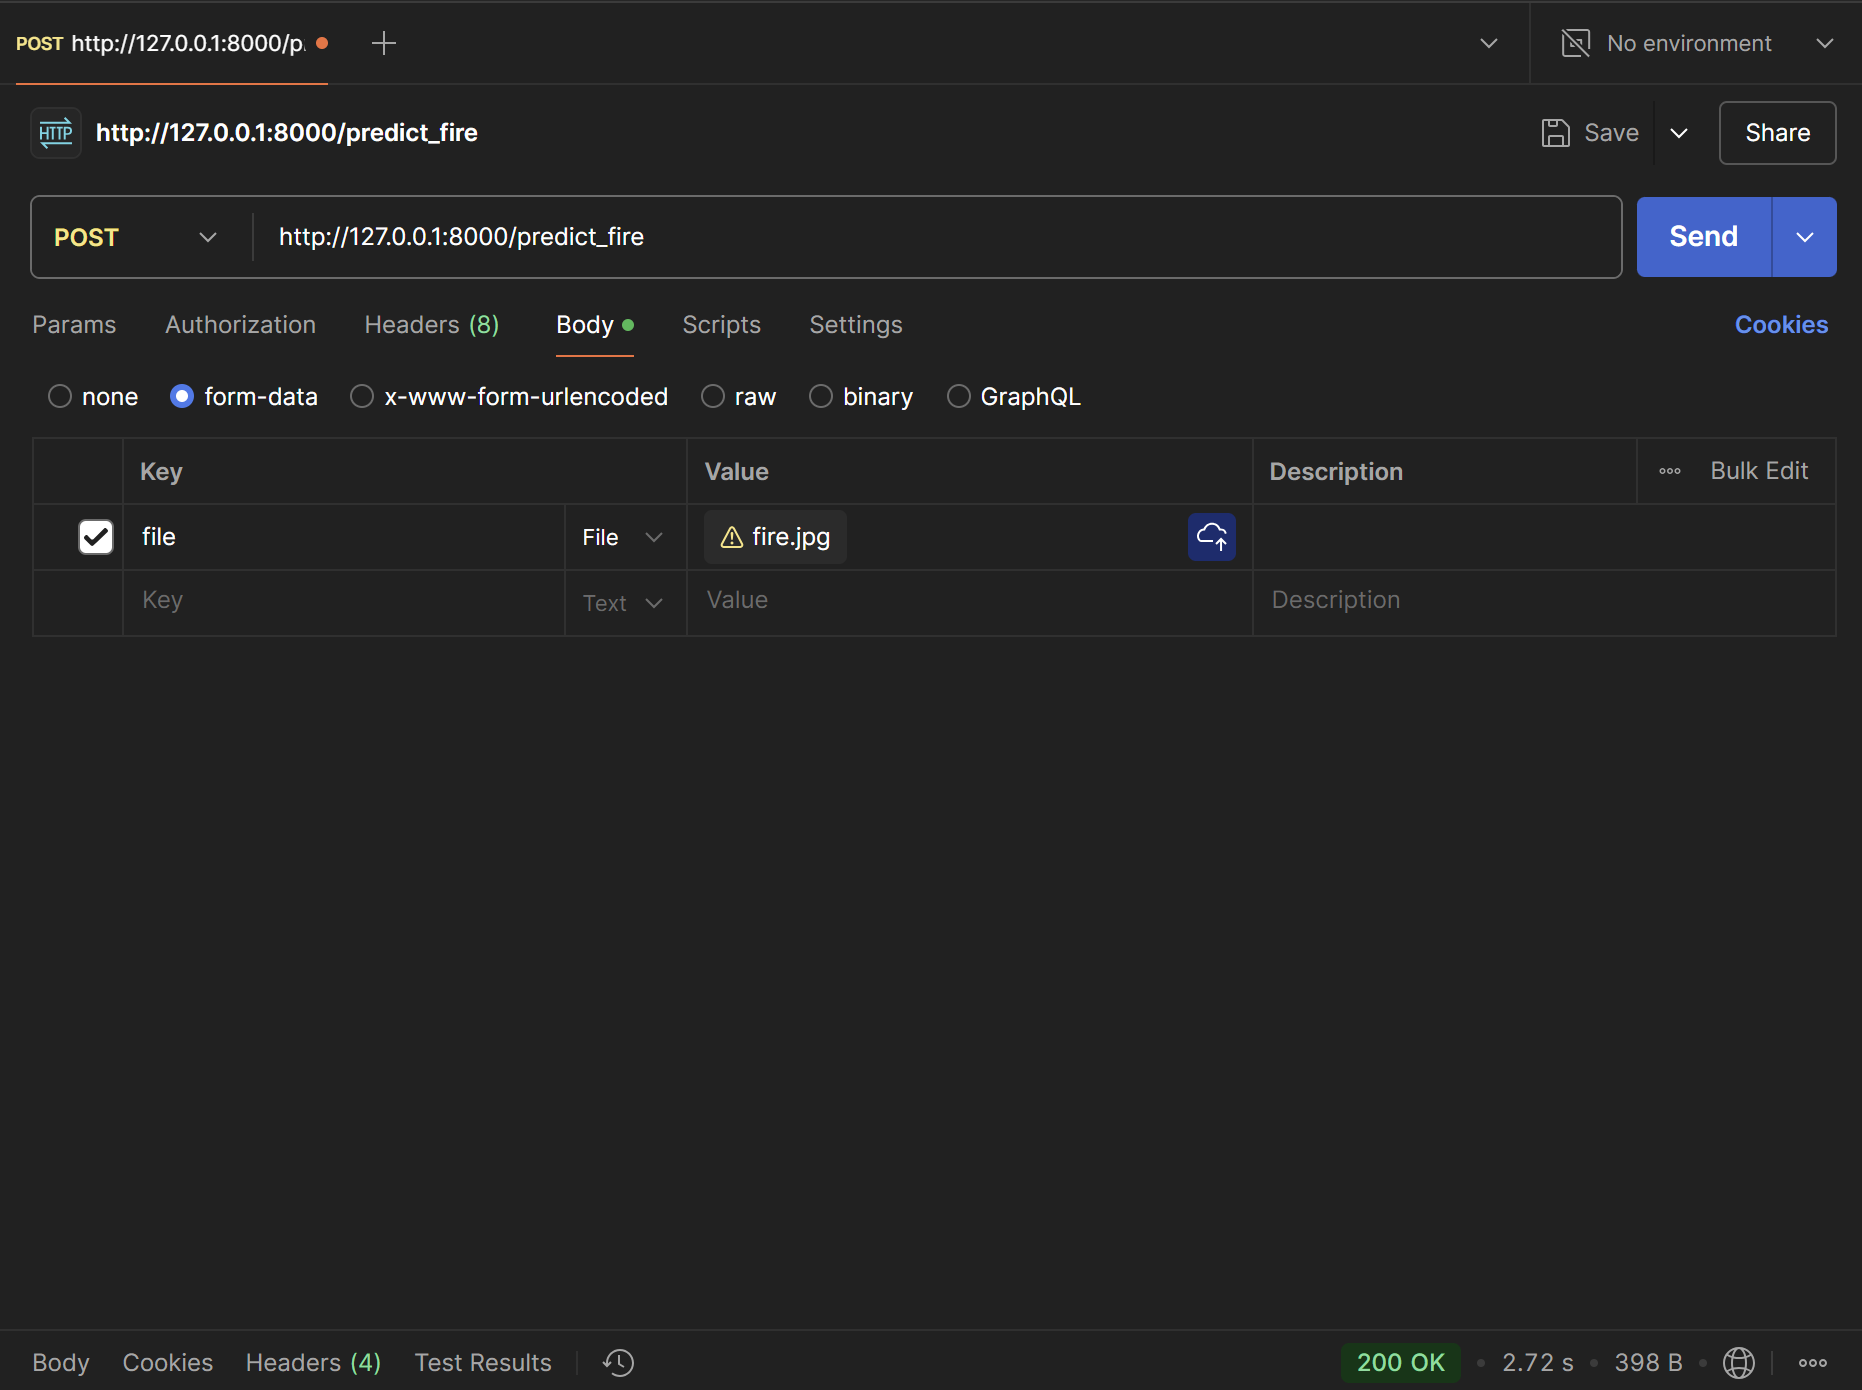 POST http://127.0.0.1:8000/p
No environment
HTTP http://127.0.0.1:8000/predict_fire
Save
Share
POST http://127.0.0.1:8000/predict_fire
Send
Params Authorization Headers (8) Body Scripts Settings Cookies
none form-data x-www-form-urlencoded raw binary GraphQL
Key Value Description Bulk Edit
file File fire.jpg
Key Text Value Description
Body Cookies Headers (4) Test Results 200 OK 2.72 s 398 B